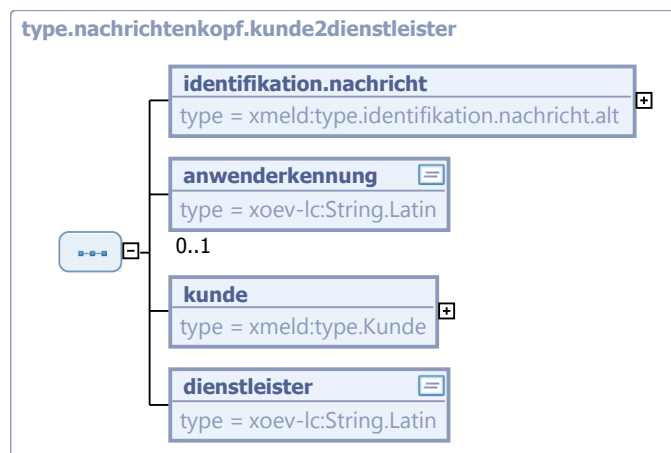 type.nachrichtenkopf.kunde2dienstleister
identifikation.nachricht
type = xmeld:type.identifikation.nachricht.alt
anwenderkennung
type = xoev-lc:String.Latin
0..1
kunde
type = xmeld:type.Kunde
dienstleister
type = xoev-lc:String.Latin